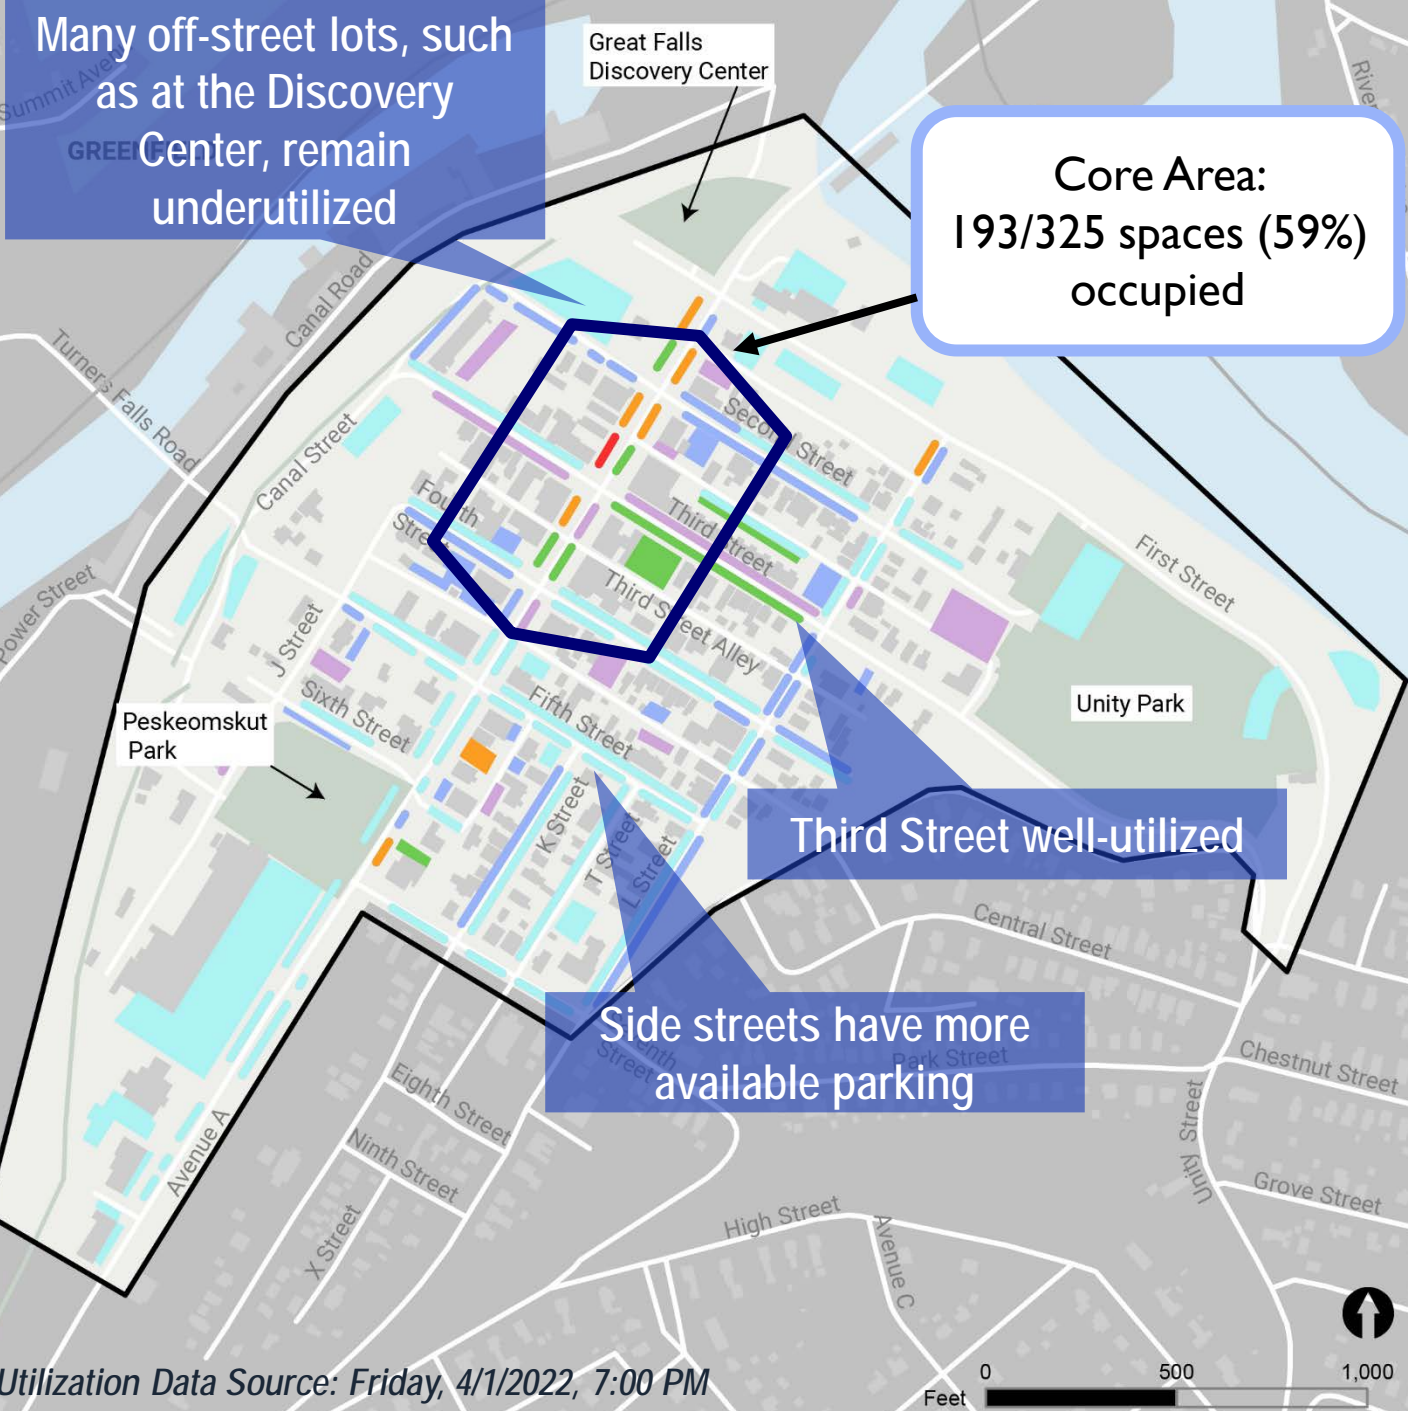 Many off-street lots, such
as at the Discovery
Center, remain
underutilized
Summit Avenue
GREENFIELD
Great Falls
Discovery Center
River
Core Area:
193/325 spaces (59%)
occupied
Canal Road
Turners Falls Road
Canal Street
Second Street
Fourth
Street
Third Street
First Street
Power Street
Third Street Alley
J Street
Sixth Street
Fifth Street
Unity Park
Peskeomskut
Park
K Street
T Street
L Street
Third Street well-utilized
Central Street
Side streets have more
available parking
Seventh
Street
Park Street
Chestnut Street
Eighth Street
Avenue A
Ninth Street
Unity Street
Grove Street
X Street
High Street
Avenue C
Utilization Data Source: Friday, 4/1/2022, 7:00 PM
0 500 1,000
Feet